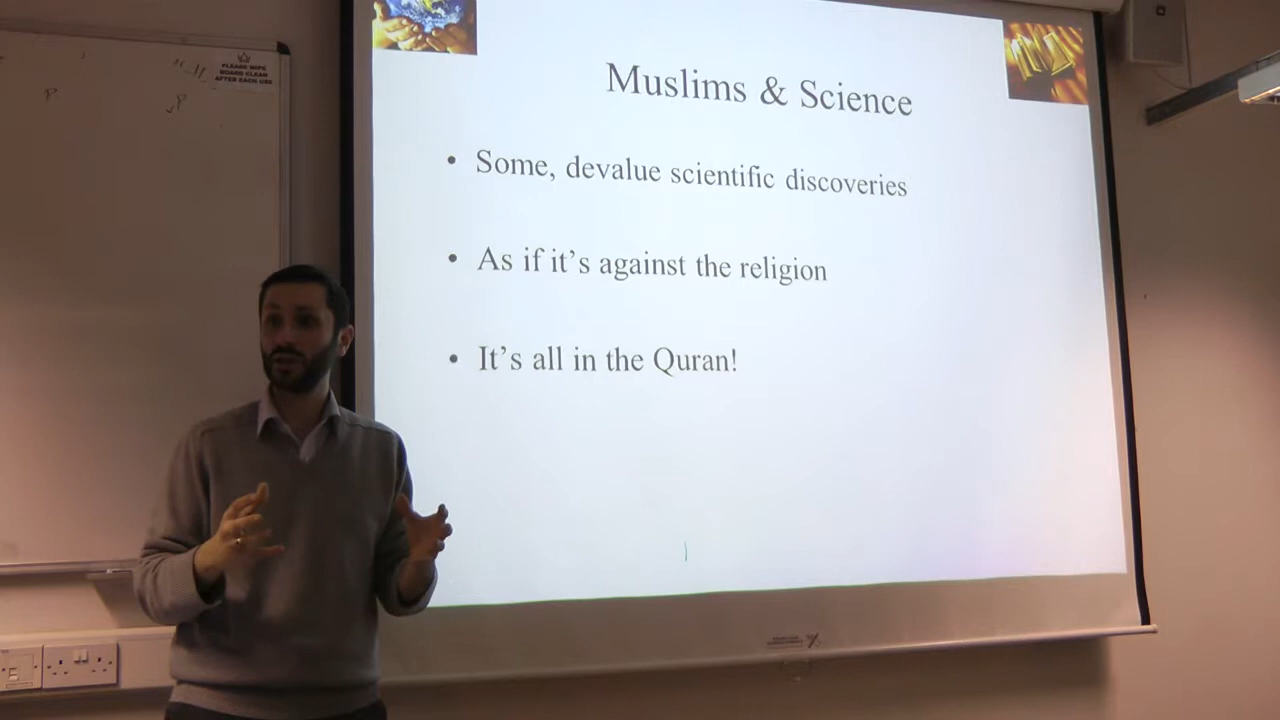 PLEASE WIPE
BOARD CLEAN
AFTER EACH USE
Muslims & Science
• Some, devalue scientific discoveries
• As if it's against the religion
• It's all in the Quran!